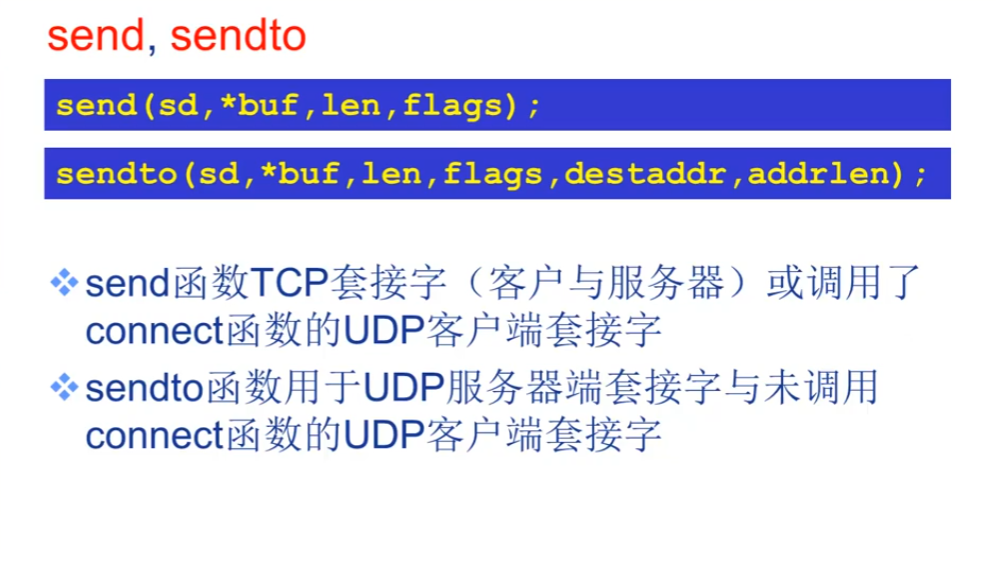 send, sendto
send(sd,*buf,len,flags);
sendto(sd,*buf,len,flags,destaddr,addrlen);
send函数TCP套接字（客户与服务器）或调用了
connect函数的UDP客户端套接字
sendto函数用于UDP服务器端套接字与未调用
connect函数的UDP客户端套接字